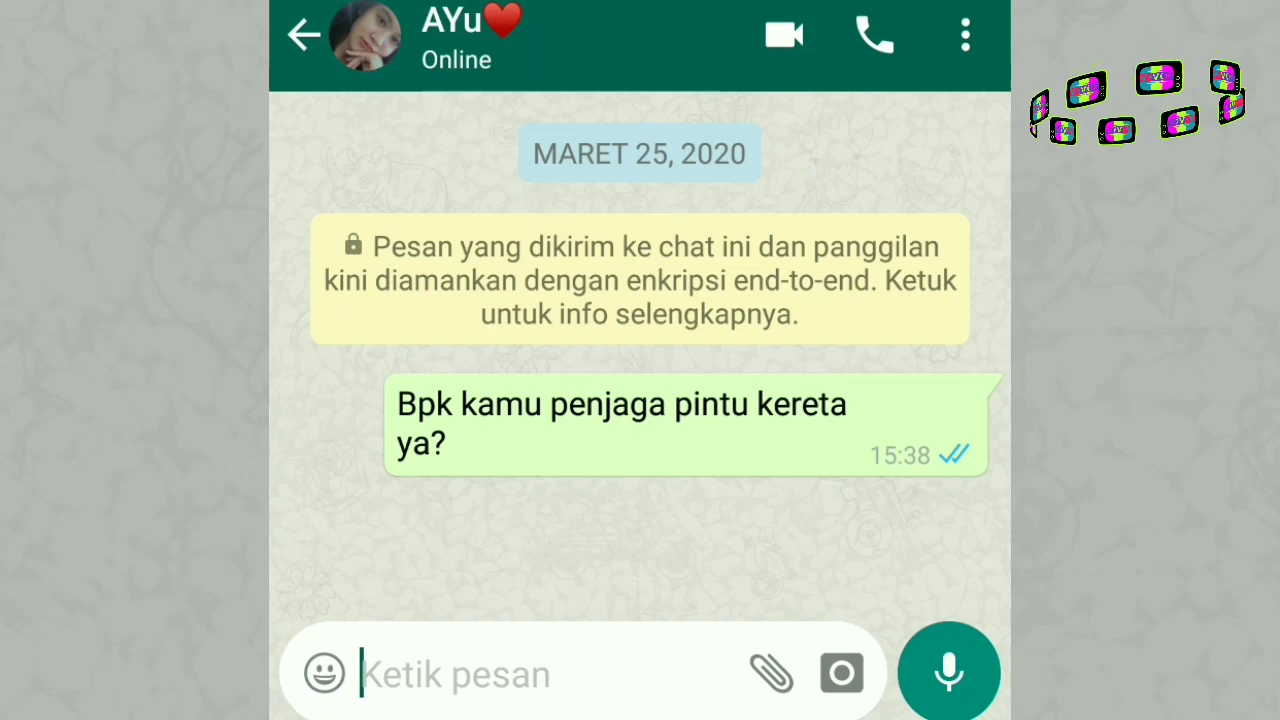 AYu❤️
Online
MARET 25, 2020
Pesan yang dikirim ke chat ini dan panggilan
kini diamankan dengan enkripsi end-to-end. Ketuk
untuk info selengkapnya.
Bpk kamu penjaga pintu kereta
ya?
15:38
Ketik pesan